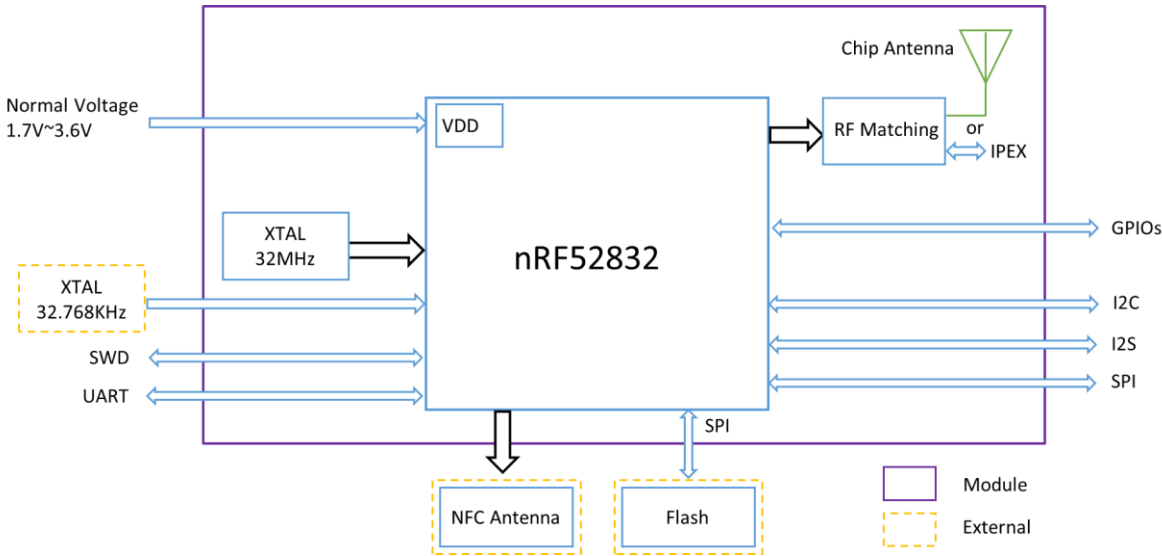 Chip Antenna
Normal Voltage
1.7V~3.6V
VDD
RF Matching
or
IPEX
XTAL
32MHz
nRF52832
GPIOs
XTAL
32.768KHz
I2C
SWD
I2S
UART
SPI
SPI
NFC Antenna
Flash
Module
External